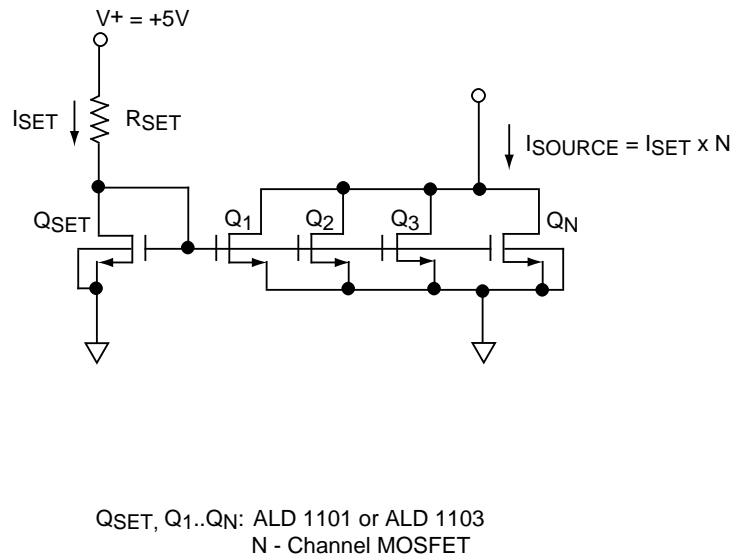 V+ = +5V
ISET
RSET
ISOURCE = ISET x N
QSET
Q1
Q2
Q3
QN
QSET, Q1..QN: ALD 1101 or ALD 1103
N - Channel MOSFET